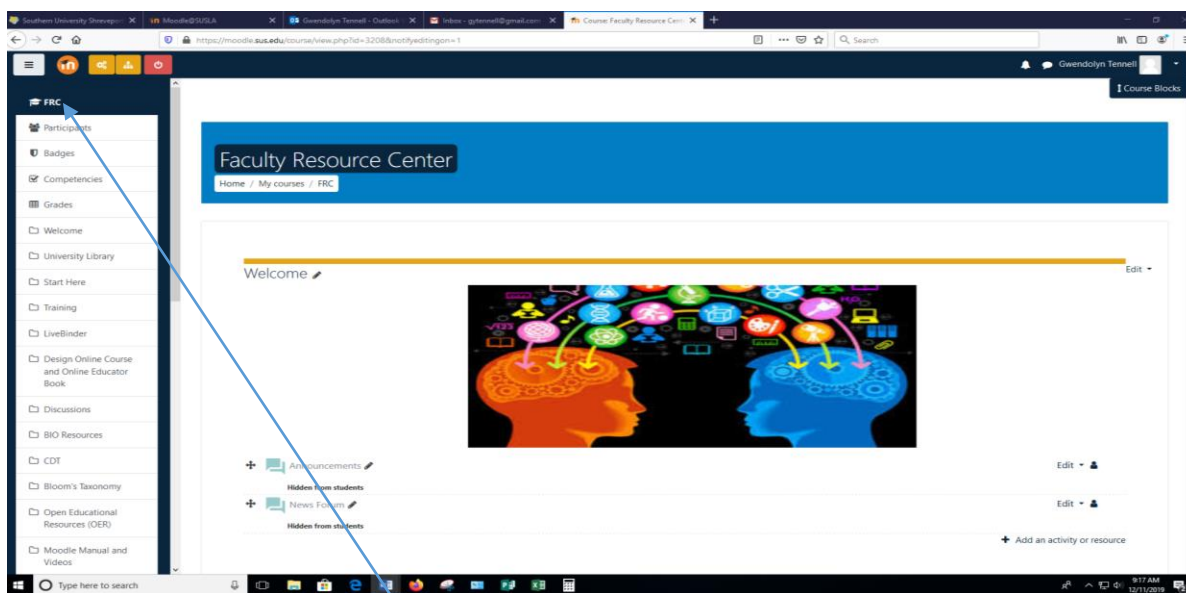 Southern University Shrevepor
Moodle@SUSLA
Gwendolyn Tennell - Outlook
Inbox - gytennell@gmail.com
Course: Faculty Resource Cen
https://moodle.sus.edu/course/view.php?id=3208&notifyeditingon=1
Search
Gwendolyn Tennell
Course Blocks
FRC
Participants
Badges
Competencies
Grades
Welcome
University Library
Start Here
Training
LiveBinder
Design Online Course
and Online Educator
Book
Discussions
BIO Resources
CDT
Bloom's Taxonomy
Open Educational
Resources (OER)
Moodle Manual and
Videos
Faculty Resource Center
Home / My courses / FRC
Welcome
Edit
Announcements
Edit
Hidden from students
News Forum
Edit
Hidden from students
+ Add an activity or resource
Type here to search
9:17 AM
12/11/2019